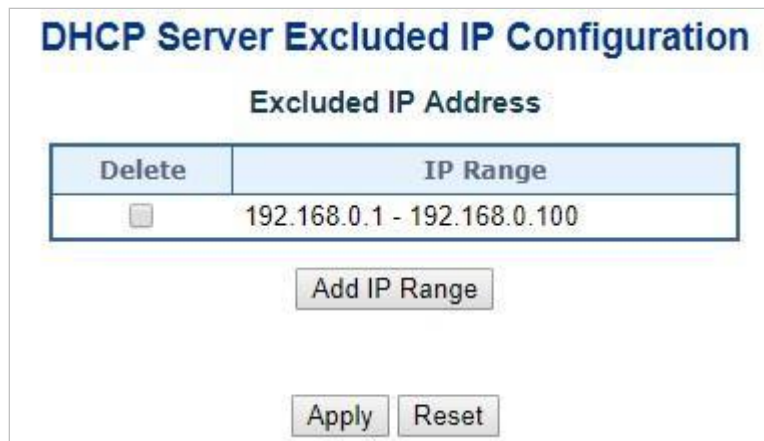 DHCP Server Excluded IP Configuration
Excluded IP Address
Delete IP Range
192.168.0.1 - 192.168.0.100
Add IP Range
Apply Reset